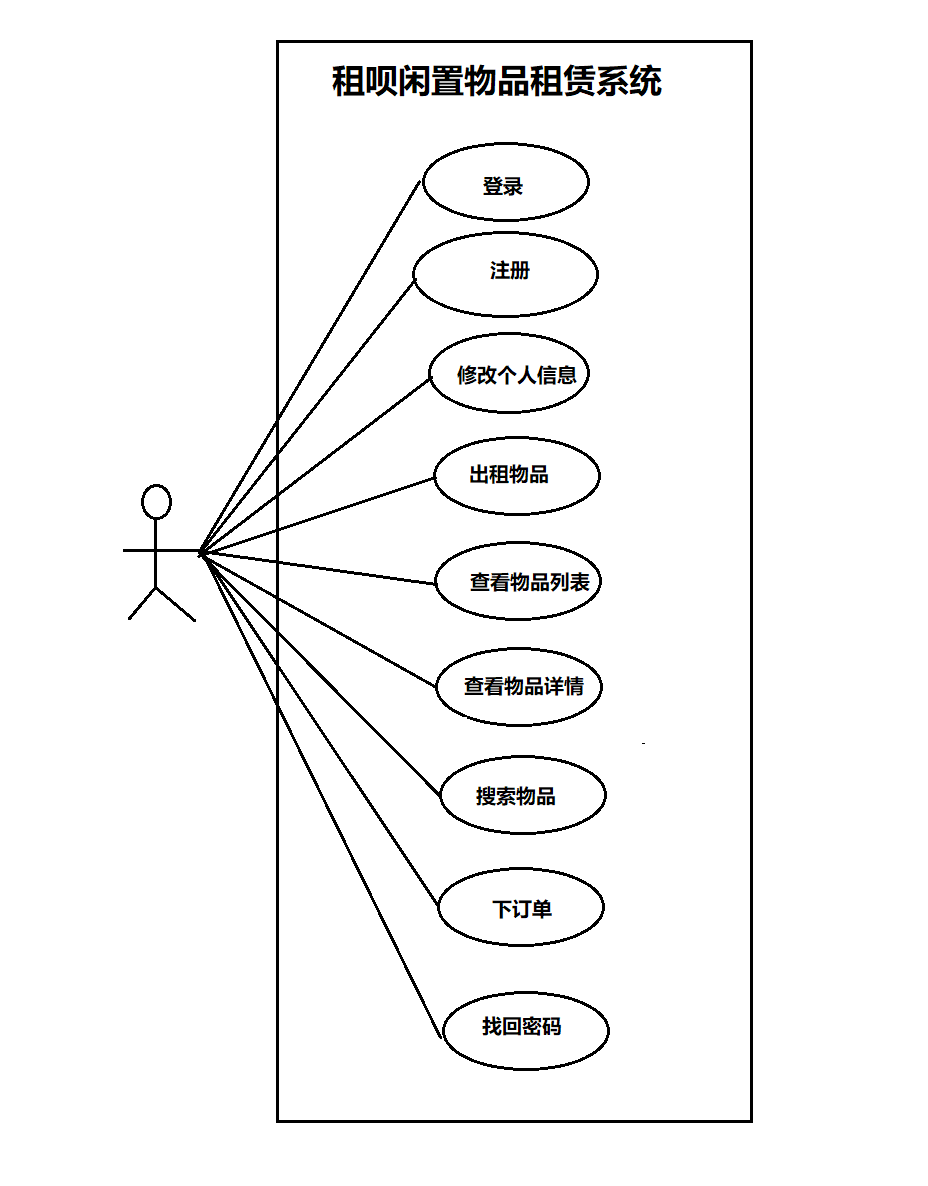 租呗闲置物品租赁系统
登录
注册
修改个人信息
出租物品
查看物品列表
查看物品详情
搜索物品
下订单
找回密码